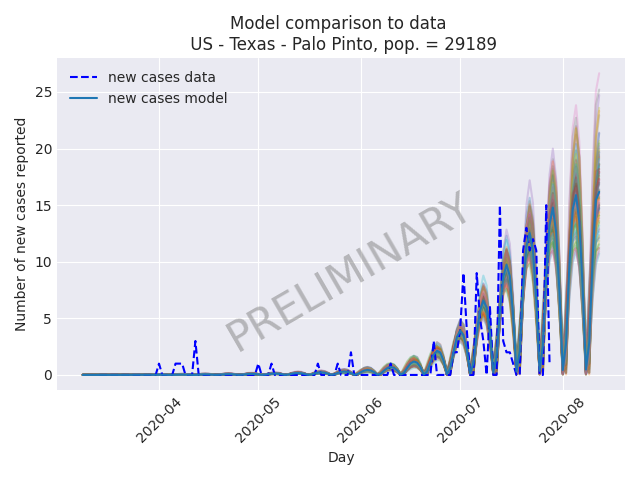 Model comparison to data
US - Texas - Palo Pinto, pop. = 29189
new cases data
new cases model
Number of new cases reported
25
20
15
10
5
0
PRELIMINARY
2020-04
2020-05
2020-06
2020-07
2020-08
Day